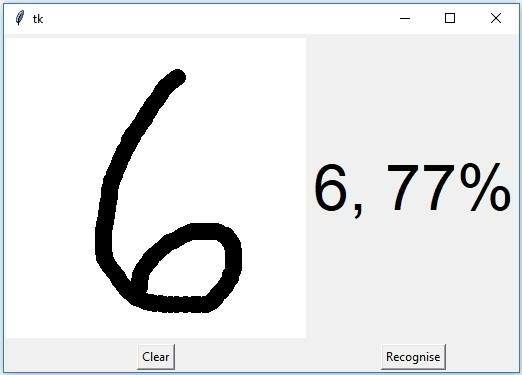 tk
6
6, 77%
Clear
Recognise